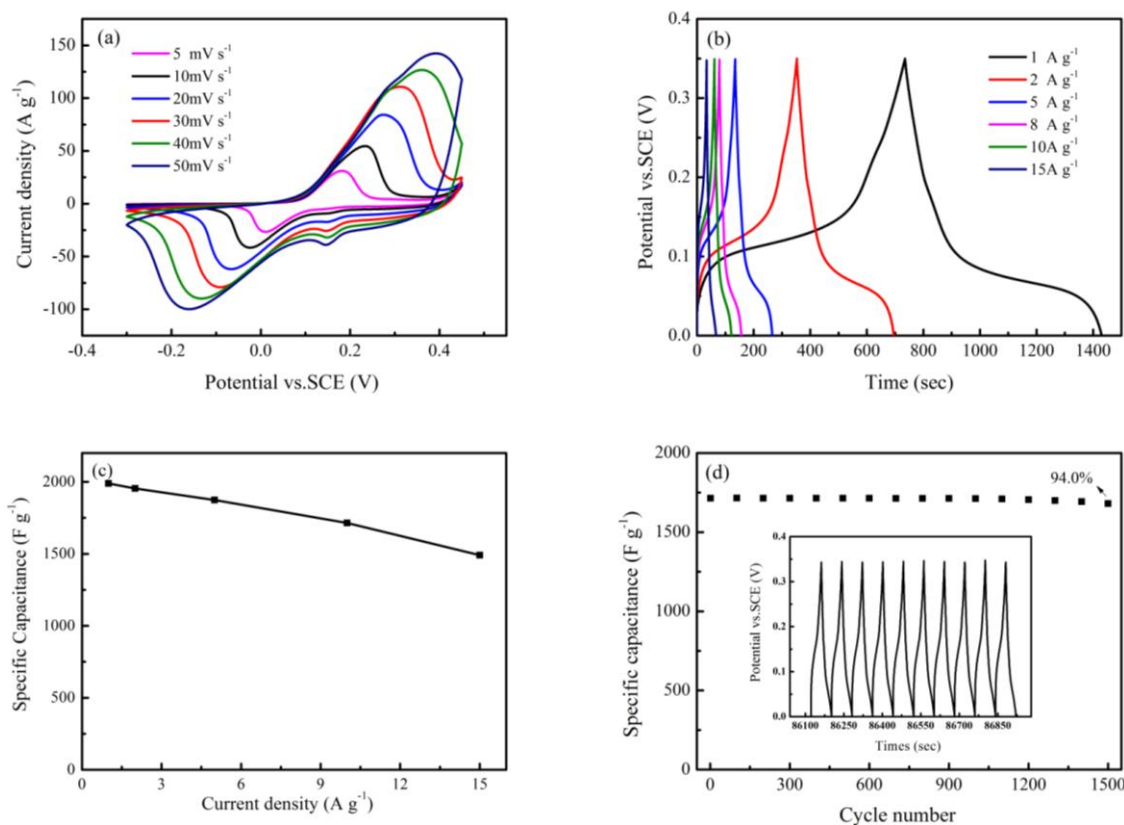 (a)
5 mV s⁻¹
10mV s⁻¹
20mV s⁻¹
30mV s⁻¹
40mV s⁻¹
50mV s⁻¹
150
100
50
0
-50
-100
Current density (A g⁻¹)
-0.4
-0.2
0.0
0.2
0.4
Potential vs.SCE (V)
(b)
1 A g⁻¹
2 A g⁻¹
5 A g⁻¹
8 A g⁻¹
10A g⁻¹
15A g⁻¹
0.4
0.3
0.2
0.1
0.0
Potential vs.SCE (V)
0
200
400
600
800
1000
1200
1400
Time (sec)
(c)
2000
1500
1000
500
0
Specific Capacitance (F g⁻¹)
0
3
6
9
12
15
Current density (A g⁻¹)
(d)
94.0%
2000
1500
1000
500
0
Specific capacitance (F g⁻¹)
0.4
0.3
0.2
0.1
0.0
Potential vs.SCE (V)
86100
86250
86400
86550
86700
86850
Times (sec)
0
300
600
900
1200
1500
Cycle number